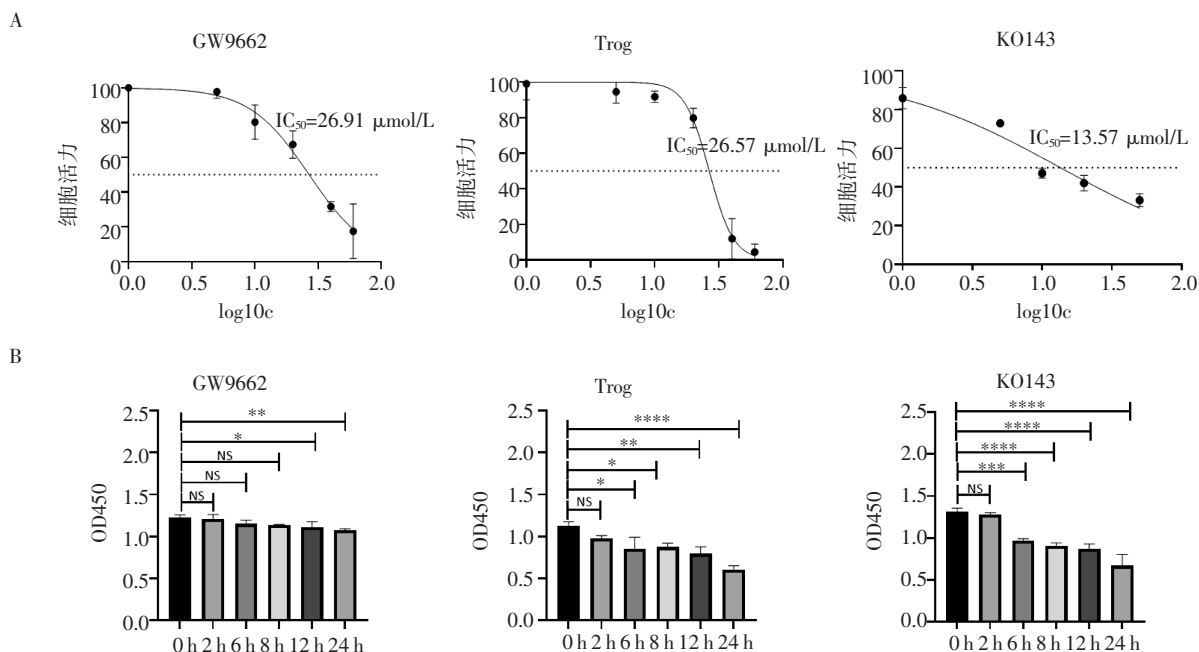 A
GW9662
Trog
KO143
100
80
60
40
20
0
细胞活力
IC50=26.91 μmol/L
0.0 0.5 1.0 1.5 2.0
log10c
100
80
60
40
20
0
细胞活力
IC50=26.57 μmol/L
0.0 0.5 1.0 1.5 2.0
log10c
100
80
60
40
20
0
细胞活力
IC50=13.57 μmol/L
0.0 0.5 1.0 1.5 2.0
log10c
B
GW9662
2.5
2.0
1.5
1.0
0.5
0.0
OD450
**
*
NS
NS
NS
0 h 2 h 6 h 8 h 12 h 24 h
Trog
2.5
2.0
1.5
1.0
0.5
0.0
OD450
****
**
*
*
NS
0 h 2 h 6 h 8 h 12 h 24 h
KO143
2.5
2.0
1.5
1.0
0.5
0.0
OD450
****
****
****
***
NS
0 h 2 h 6 h 8 h 12 h 24 h